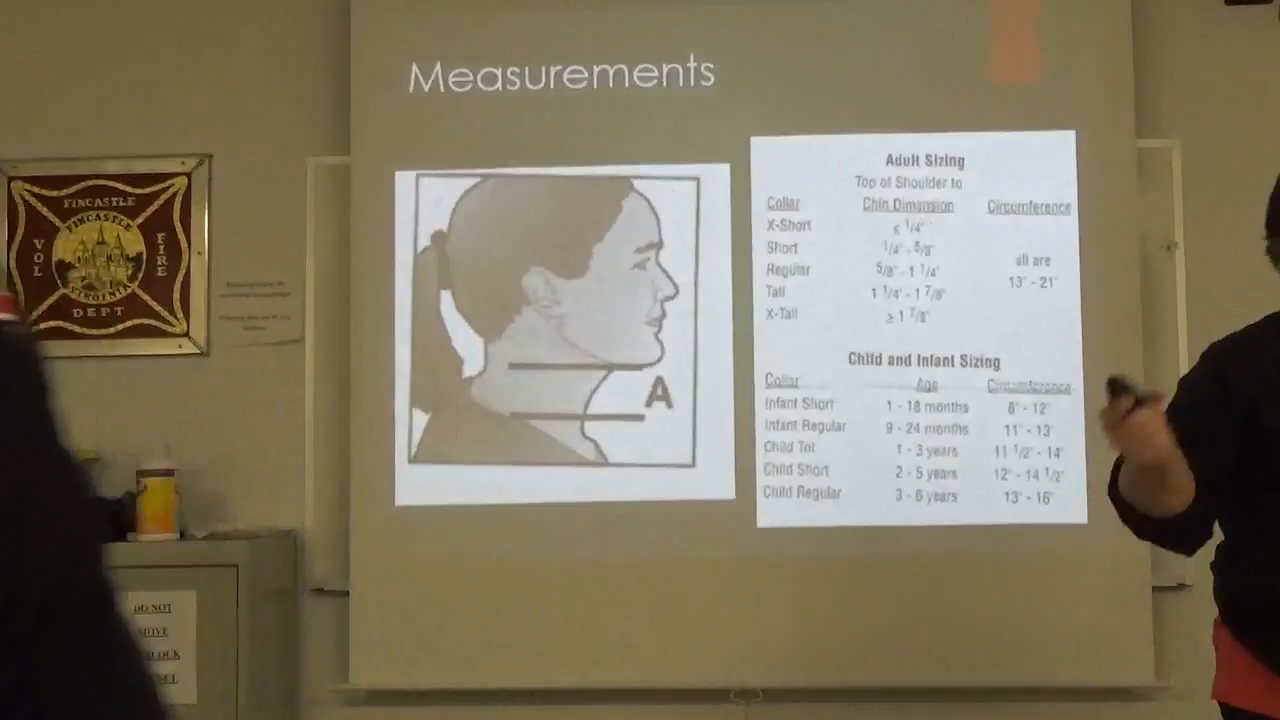 Measurements
FINCASTLE
FINCASTLE
VOL
FIRE
VIRGINIA
DEPT
A
Adult Sizing
Top of Shoulder to
Collar Chin Dimension Circumference
X-Short ≤ 1/4"
Short 1/4" - 5/8"
Regular 5/8" - 1 1/4"
all are
Tall 1 1/4" - 1 7/8"
13" - 21"
X-Tall ≥ 1 7/8"
Child and Infant Sizing
Collar Age Circumference
Infant Short 1 - 18 months 8" - 12"
Infant Regular 9 - 24 months 11" - 13"
Child Tot 1 - 3 years 11 1/2" - 14"
Child Short 2 - 5 years 12" - 14 1/2"
Child Regular 3 - 6 years 13" - 16"
DO NOT